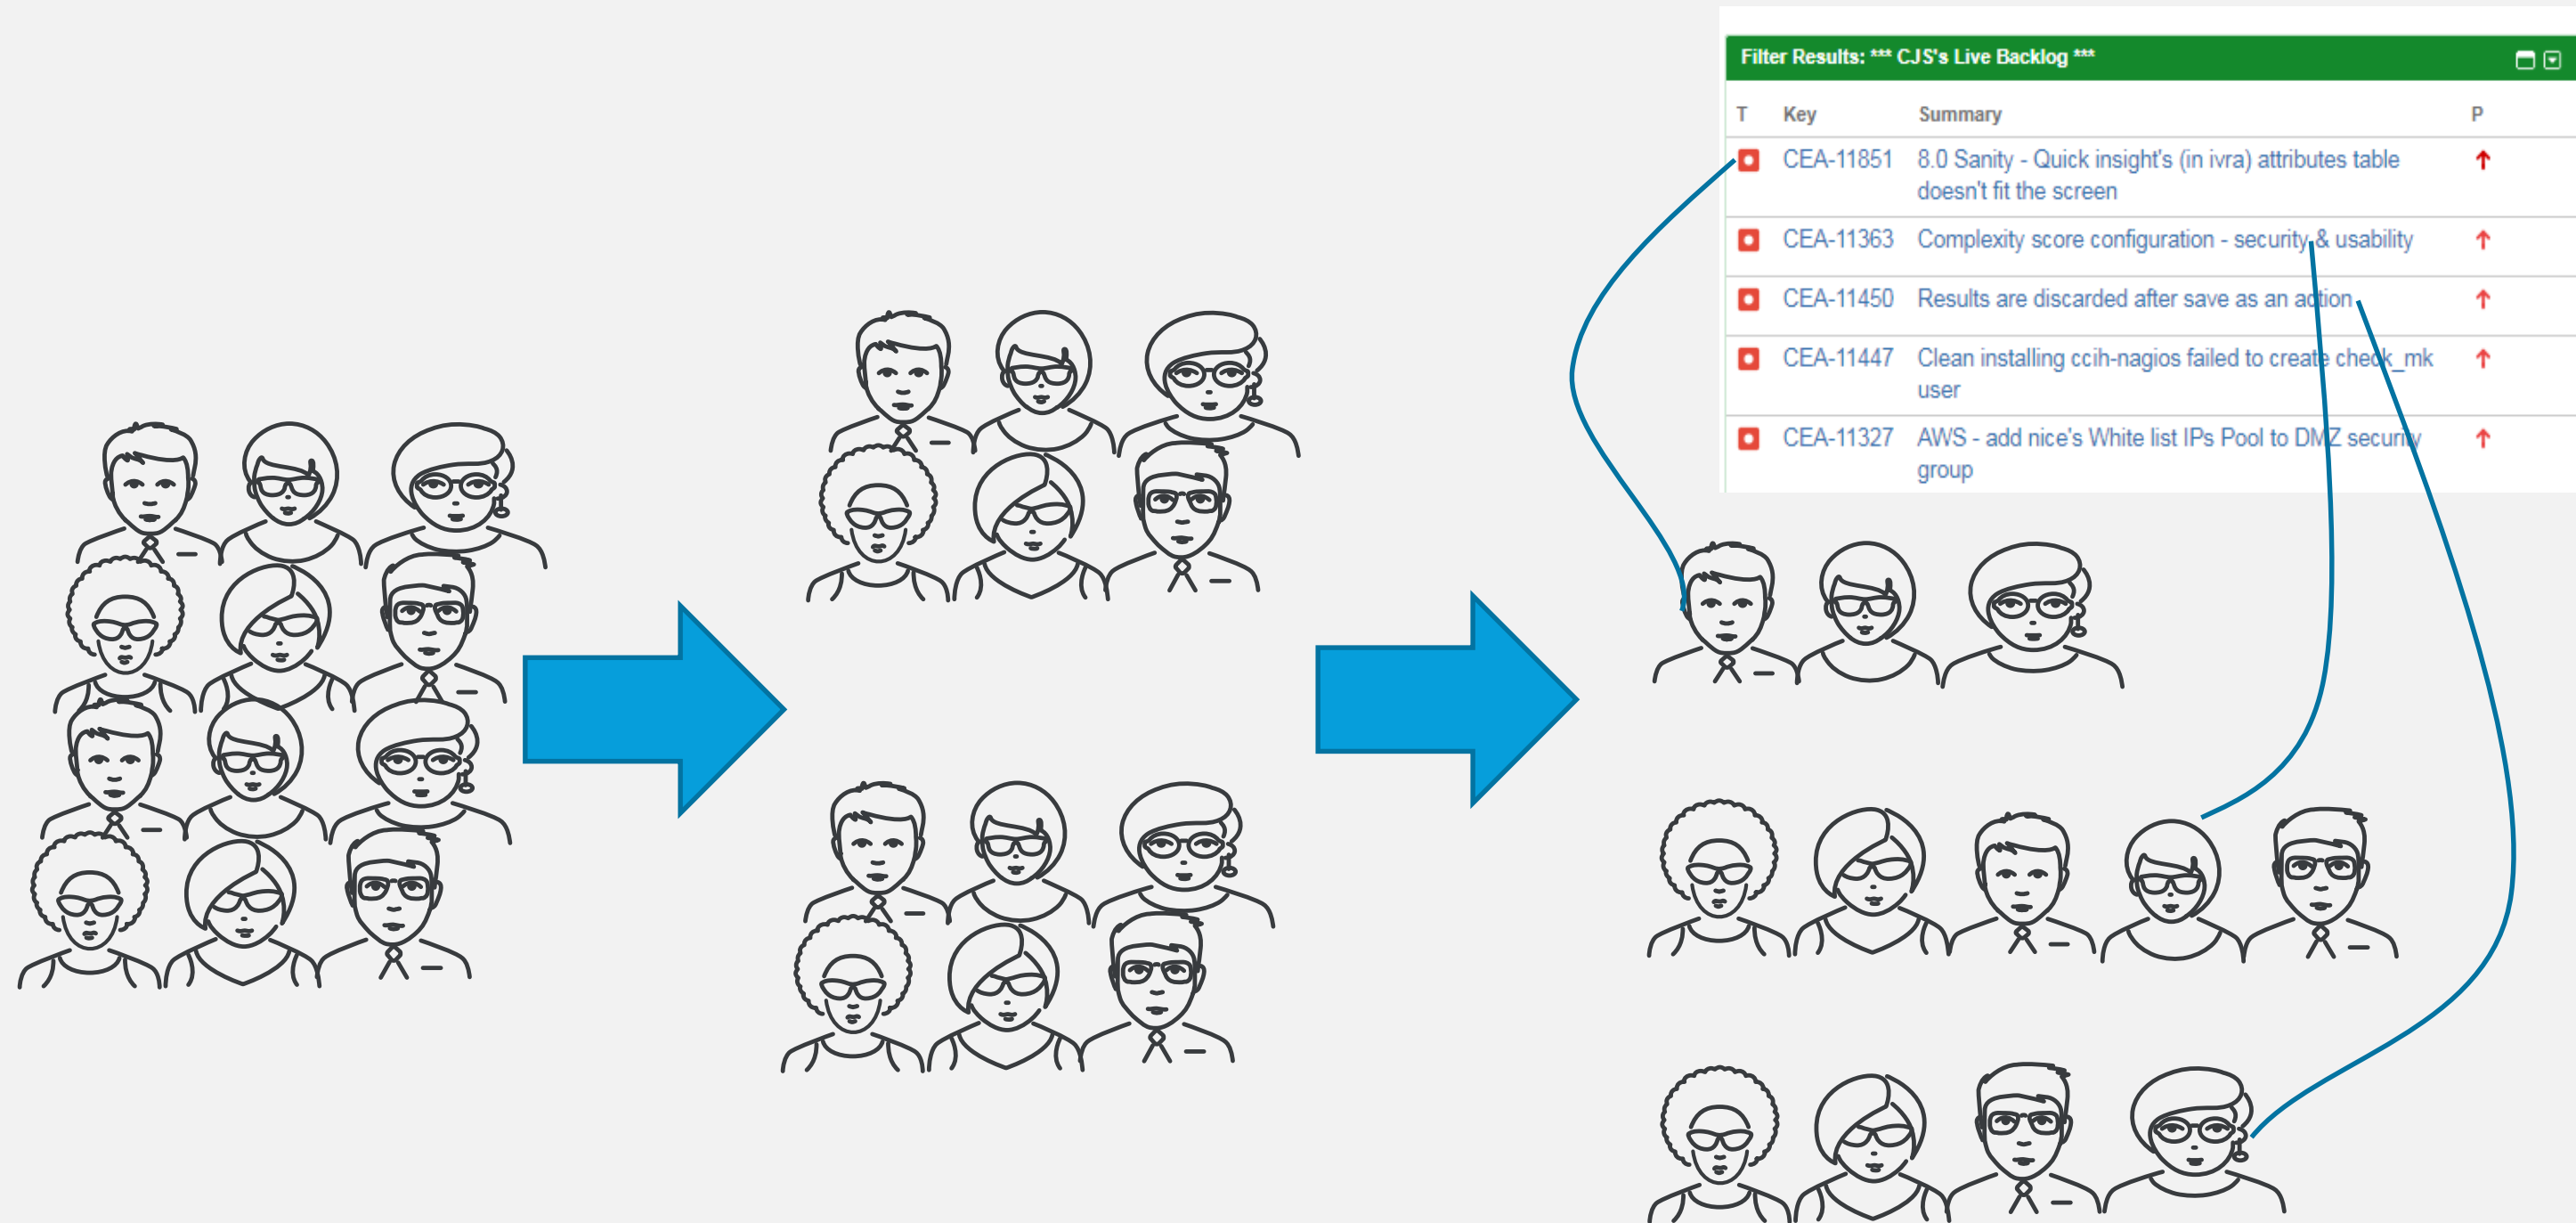 Filter Results: *** CJS's Live Backlog ***
T Key Summary P
CEA-11851 8.0 Sanity - Quick insight's (in ivra) attributes table
doesn't fit the screen
CEA-11363 Complexity score configuration - security & usability
CEA-11450 Results are discarded after save as an action
CEA-11447 Clean installing ccih-nagios failed to create check_mk
user
CEA-11327 AWS - add nice's White list IPs Pool to DMZ security
group